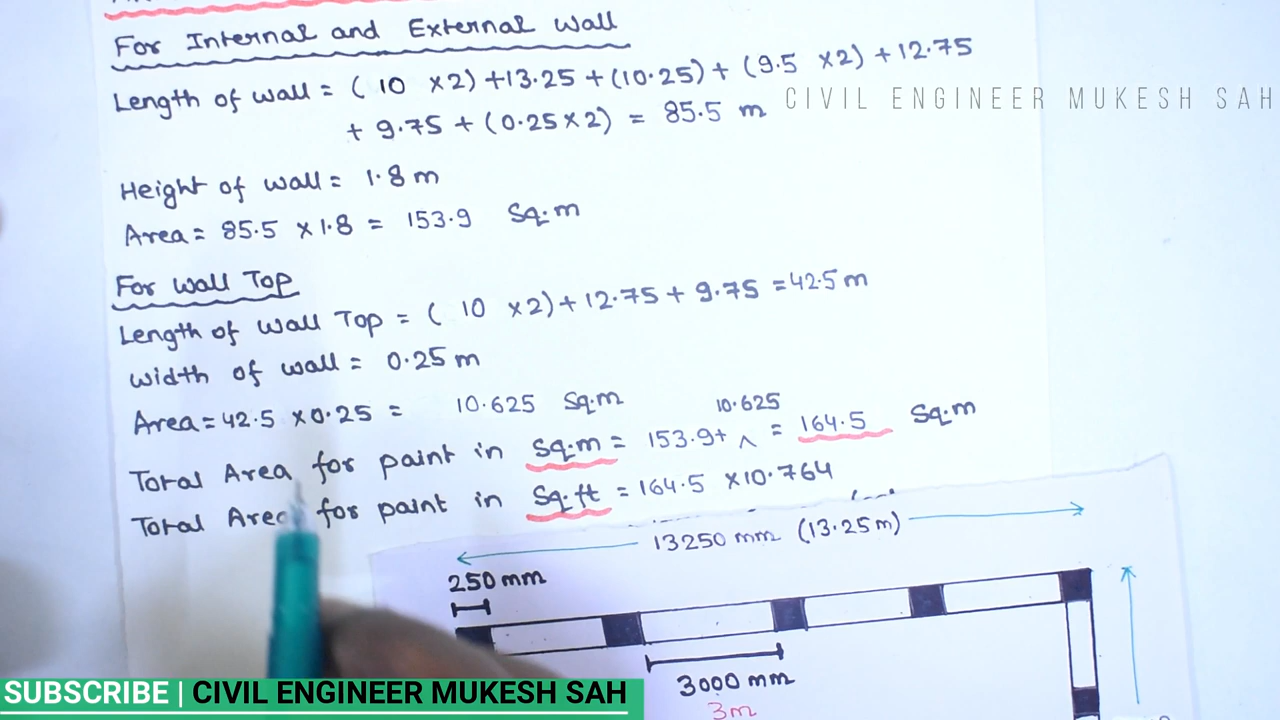 For Internal and External Wall
Length of wall = ( 10 ×2) +13.25 + (10.25) + (9.5 ×2) + 12.75
+ 9.75 + (0.25×2) = 85.5 m
CIVIL ENGINEER MUKESH SAH
Height of wall = 1.8 m
Area = 85.5 ×1.8 = 153.9 Sq.m
For Wall Top
Length of Wall Top = ( 10 ×2) + 12.75 + 9.75 = 42.5 m
Width of wall = 0.25 m
Area = 42.5 ×0.25 = 10.625 Sq.m
10.625
Total Area for paint in Sq.m = 153.9+ ^ = 164.5 Sq.m
Total Area for paint in Sq.ft = 164.5 ×10.764
13250 mm (13.25 m)
250 mm
3000 mm
3m
SUBSCRIBE | CIVIL ENGINEER MUKESH SAH